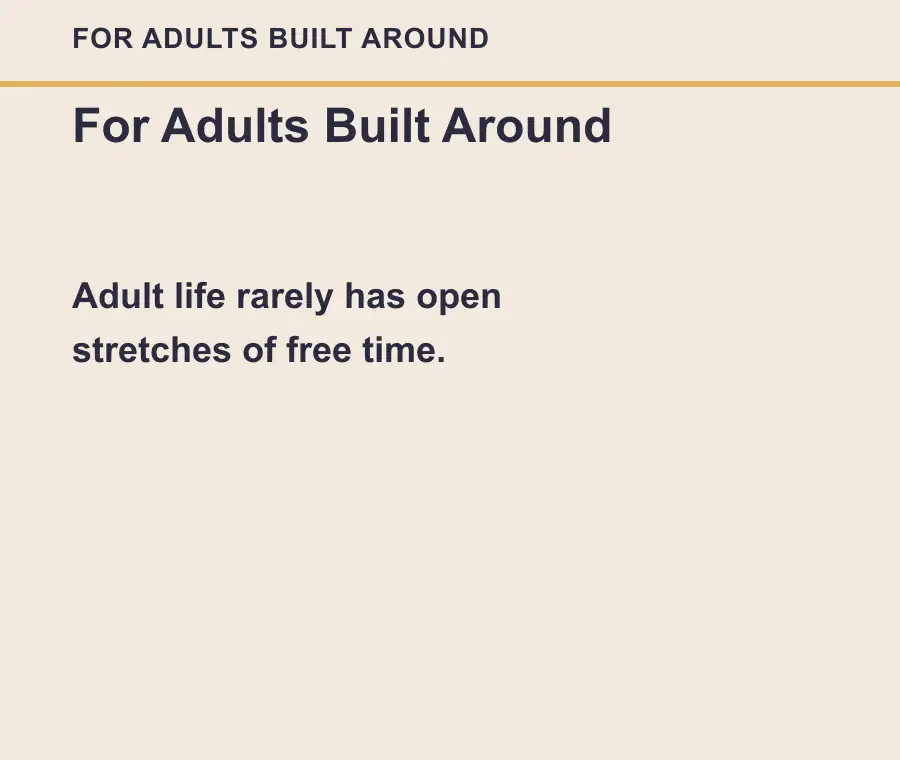 FOR ADULTS BUILT AROUND
For Adults Built Around
Adult life rarely has open
stretches of free time.